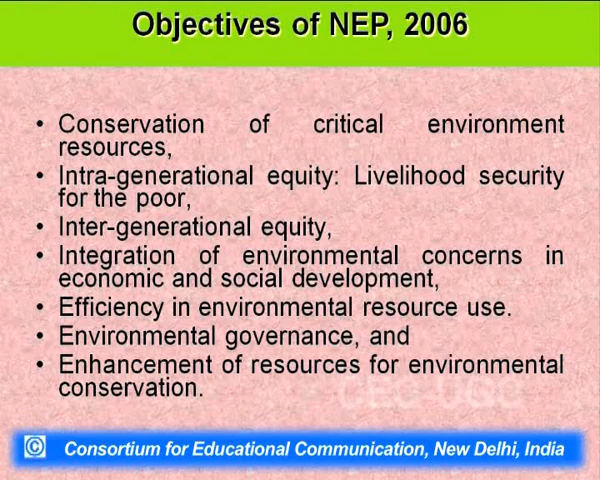 Objectives of NEP, 2006
• Conservation of critical environment
resources,
• Intra-generational equity: Livelihood security
for the poor,
• Inter-generational equity,
• Integration of environmental concerns in
economic and social development,
• Efficiency in environmental resource use.
• Environmental governance, and
• Enhancement of resources for environmental
conservation.
CEC-UGC
© Consortium for Educational Communication, New Delhi, India